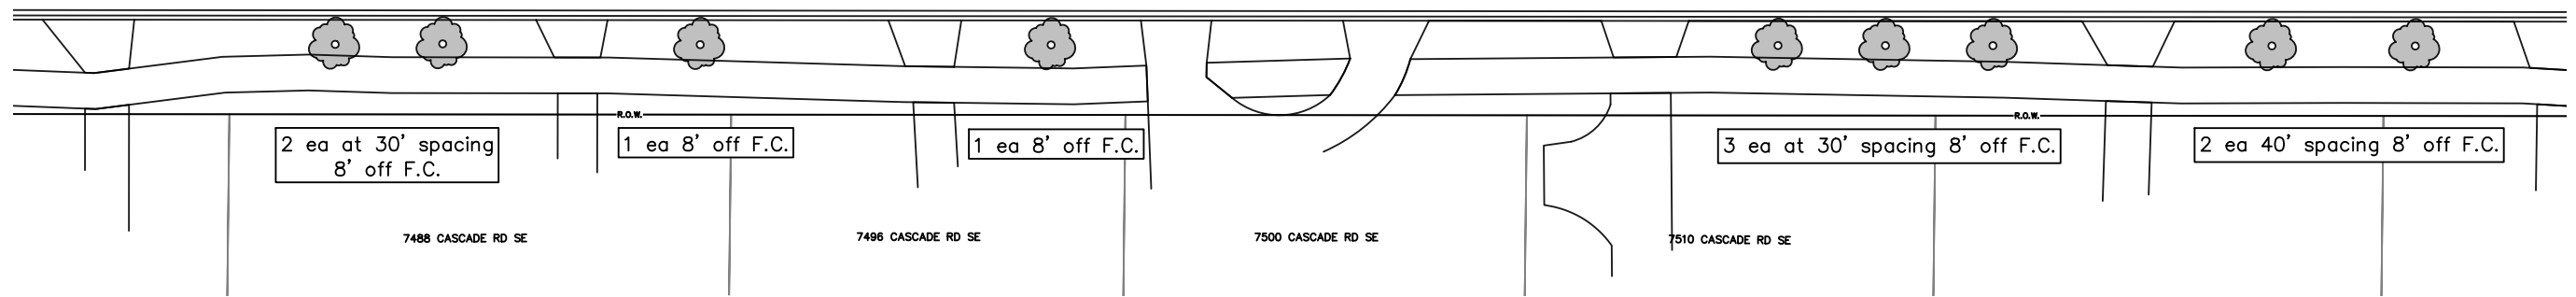 R.O.W.
R.O.W.
2 ea at 30' spacing
8' off F.C.
1 ea 8' off F.C.
1 ea 8' off F.C.
3 ea at 30' spacing 8' off F.C.
2 ea 40' spacing 8' off F.C.
7488 CASCADE RD SE
7496 CASCADE RD SE
7500 CASCADE RD SE
7510 CASCADE RD SE